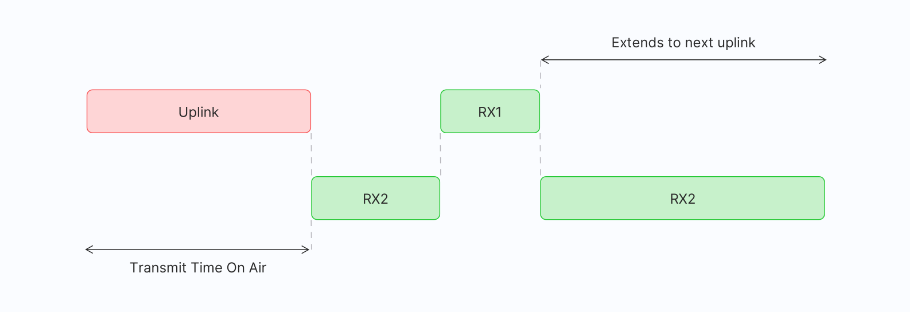 Extends to next uplink
Uplink
RX1
RX2
RX2
Transmit Time On Air